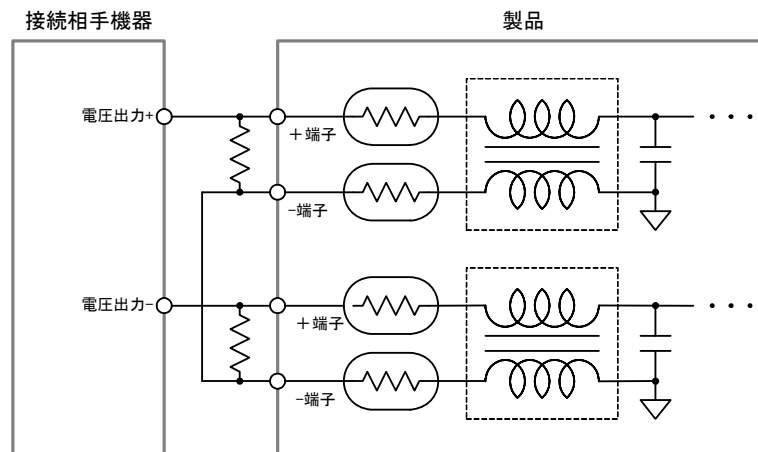 接続相手機器
製品
電圧出力+
＋端子
-端子
電圧出力-
＋端子
-端子